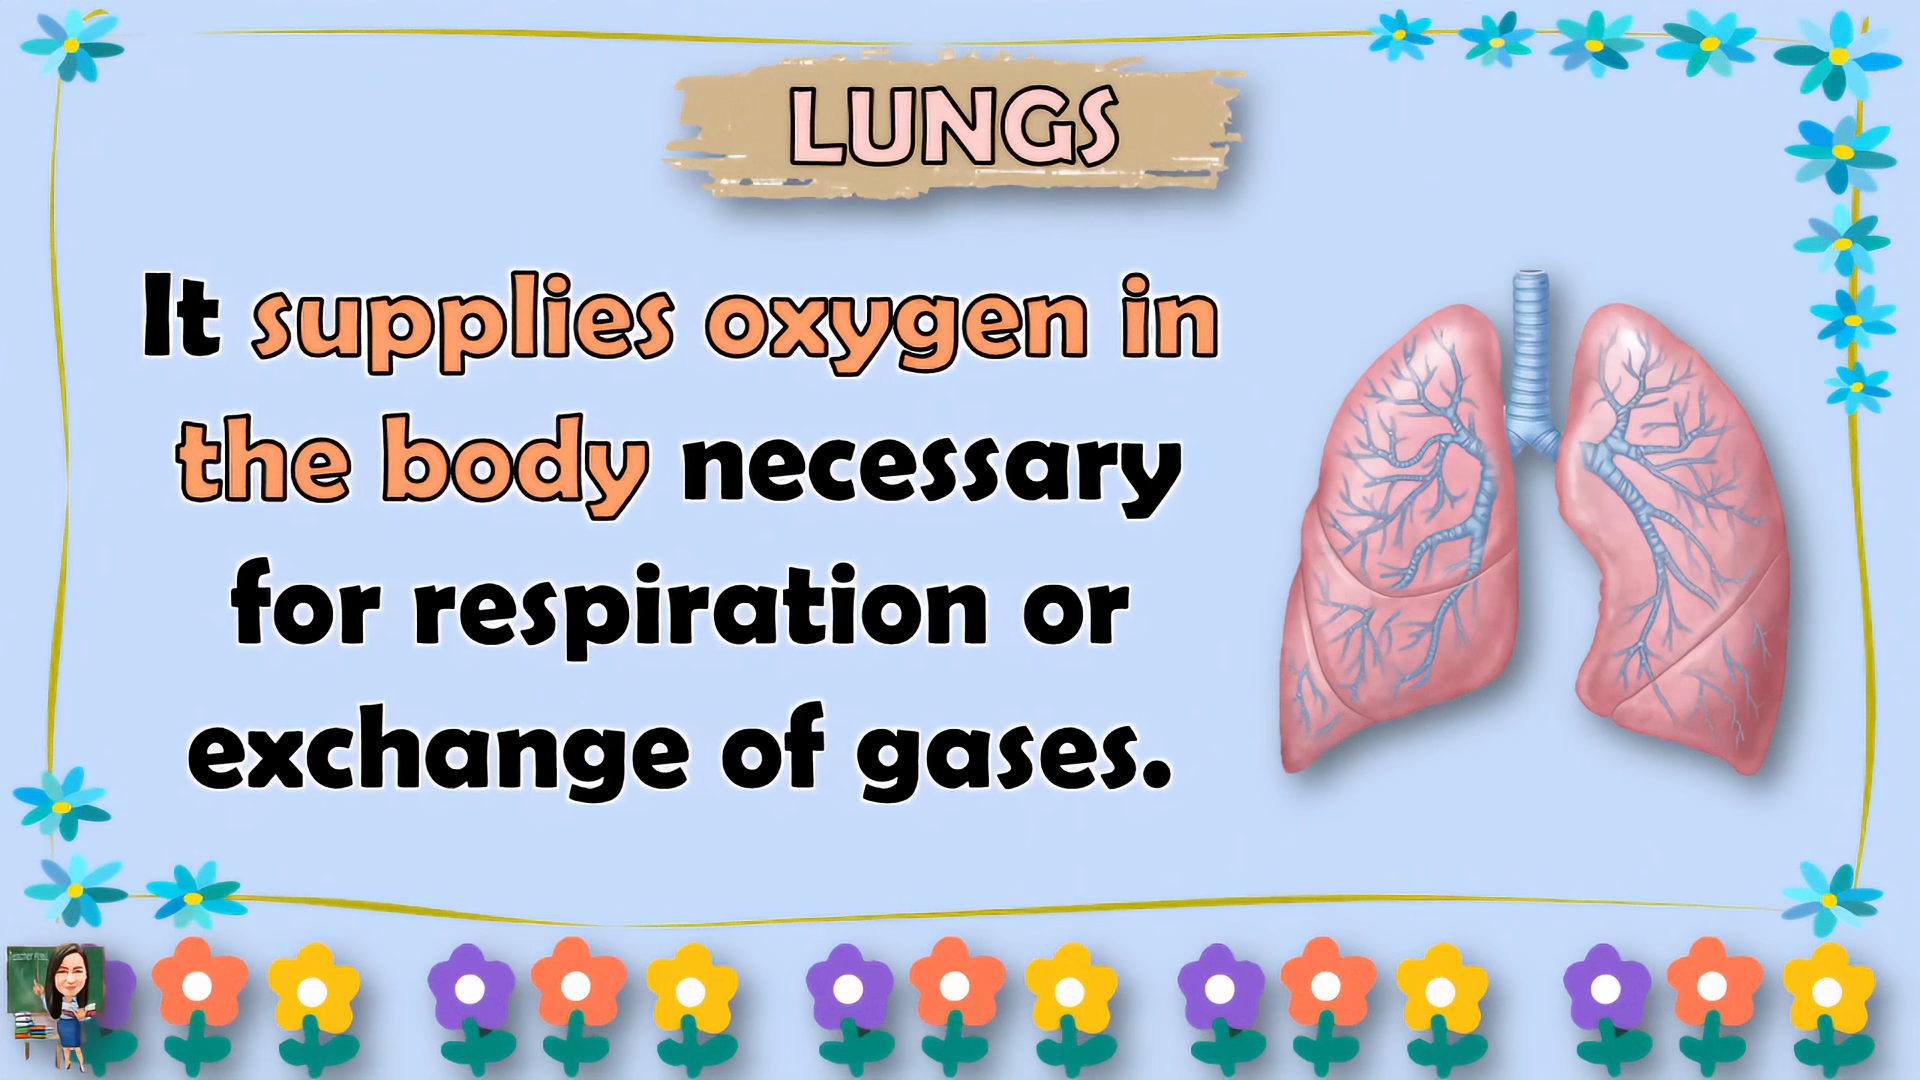 LUNGS
It supplies oxygen in
the body necessary
for respiration or
exchange of gases.